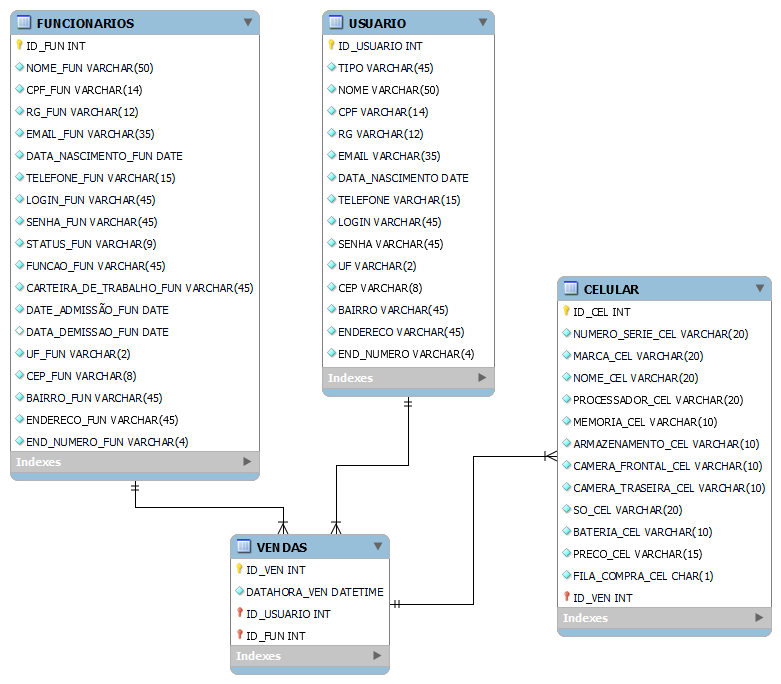 FUNCIONARIOS
ID_FUN INT
NOME_FUN VARCHAR(50)
CPF_FUN VARCHAR(14)
RG_FUN VARCHAR(12)
EMAIL_FUN VARCHAR(35)
DATA_NASCIMENTO_FUN DATE
TELEFONE_FUN VARCHAR(15)
LOGIN_FUN VARCHAR(45)
SENHA_FUN VARCHAR(45)
STATUS_FUN VARCHAR(9)
FUNCAO_FUN VARCHAR(45)
CARTEIRA_DE_TRABALHO_FUN VARCHAR(45)
DATE_ADMISSÃO_FUN DATE
DATA_DEMISSAO_FUN DATE
UF_FUN VARCHAR(2)
CEP_FUN VARCHAR(8)
BAIRRO_FUN VARCHAR(45)
ENDERECO_FUN VARCHAR(45)
END_NUMERO_FUN VARCHAR(4)
Indexes
USUARIO
ID_USUARIO INT
TIPO VARCHAR(45)
NOME VARCHAR(50)
CPF VARCHAR(14)
RG VARCHAR(12)
EMAIL VARCHAR(35)
DATA_NASCIMENTO DATE
TELEFONE VARCHAR(15)
LOGIN VARCHAR(45)
SENHA VARCHAR(45)
UF VARCHAR(2)
CEP VARCHAR(8)
BAIRRO VARCHAR(45)
ENDERECO VARCHAR(45)
END_NUMERO VARCHAR(4)
Indexes
CELULAR
ID_CEL INT
NUMERO_SERIE_CEL VARCHAR(20)
MARCA_CEL VARCHAR(20)
NOME_CEL VARCHAR(20)
PROCESSADOR_CEL VARCHAR(20)
MEMORIA_CEL VARCHAR(10)
ARMAZENAMENTO_CEL VARCHAR(10)
CAMERA_FRONTAL_CEL VARCHAR(10)
CAMERA_TRASEIRA_CEL VARCHAR(10)
SO_CEL VARCHAR(20)
BATERIA_CEL VARCHAR(10)
PRECO_CEL VARCHAR(15)
FILA_COMPRA_CEL CHAR(1)
ID_VEN INT
Indexes
VENDAS
ID_VEN INT
DATAHORA_VEN DATETIME
ID_USUARIO INT
ID_FUN INT
Indexes